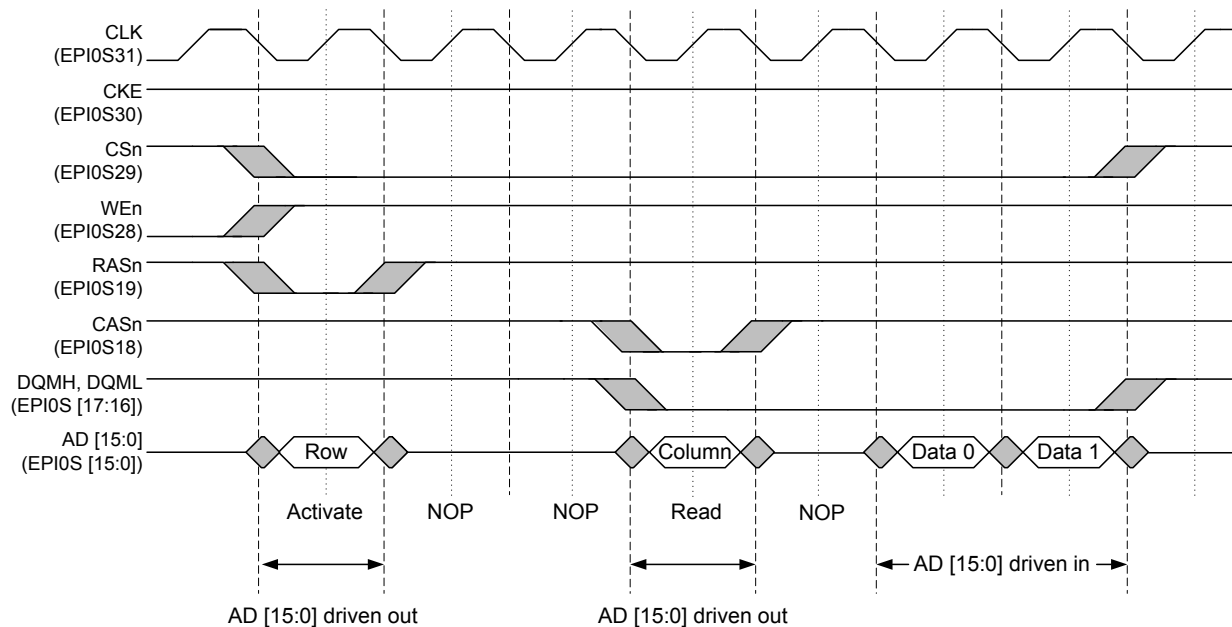 CLK
(EPI0S31)
CKE
(EPI0S30)
CSn
(EPI0S29)
WEn
(EPI0S28)
RASn
(EPI0S19)
CASn
(EPI0S18)
DQMH, DQML
(EPI0S [17:16])
AD [15:0]
(EPI0S [15:0])
Row Column Data 0 Data 1
Activate NOP NOP Read NOP
AD [15:0] driven in
AD [15:0] driven out AD [15:0] driven out